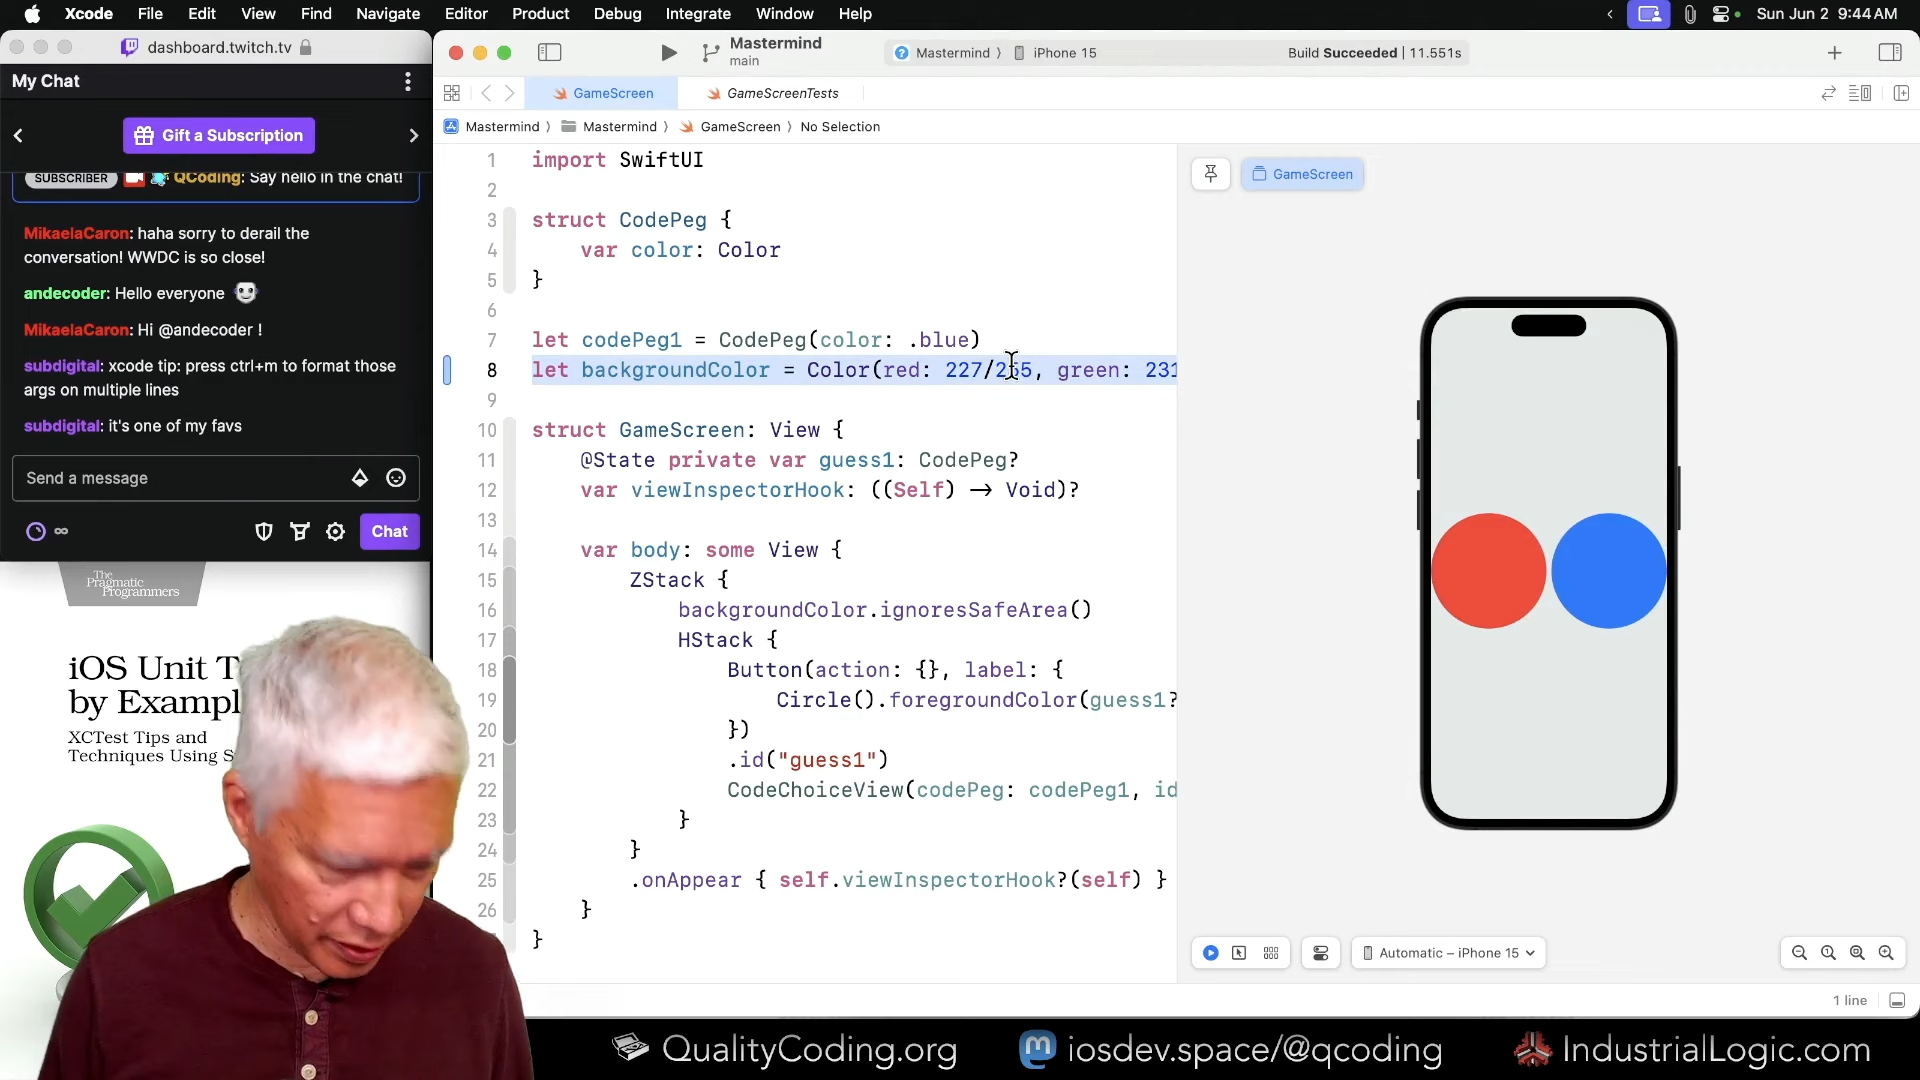 Xcode File Edit View Find Navigate Editor Product Debug Integrate Window Help
Sun Jun 2 9:44 AM
dashboard.twitch.tv
My Chat
Gift a Subscription
SUBSCRIBER QCoding: Say hello in the chat!
MikaelaCaron: haha sorry to derail the
conversation! WWDC is so close!
andecoder: Hello everyone
MikaelaCaron: Hi @andecoder !
subdigital: xcode tip: press ctrl+m to format those
args on multiple lines
subdigital: it's one of my favs
Send a message
∞
Chat
The
Pragmatic
Programmers
iOS Unit T
by Exampl
XCTest Tips and
Techniques Using S
Mastermind
main
Mastermind 〉 iPhone 15
Build Succeeded | 11.551s
GameScreen
GameScreenTests
Mastermind 〉 Mastermind 〉 GameScreen 〉 No Selection
1 import SwiftUI
2
3 struct CodePeg {
4 var color: Color
5 }
6
7 let codePeg1 = CodePeg(color: .blue)
8 let backgroundColor = Color(red: 227/255, green: 231
9
10 struct GameScreen: View {
11 @State private var guess1: CodePeg?
12 var viewInspectorHook: ((Self) -> Void)?
13
14 var body: some View {
15 ZStack {
16 backgroundColor.ignoresSafeArea()
17 HStack {
18 Button(action: {}, label: {
19 Circle().foregroundColor(guess1?
20 })
21 .id("guess1")
22 CodeChoiceView(codePeg: codePeg1, id
23 }
24 }
25 .onAppear { self.viewInspectorHook?(self) }
26 }
}
GameScreen
Automatic – iPhone 15
1 line
QualityCoding.org
iosdev.space/@qcoding
IndustrialLogic.com